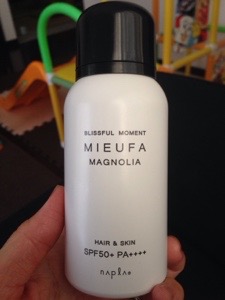 BLISSFUL MOMENT
MIEUFA
MAGNOLIA
HAIR & SKIN
SPF50+ PA++++
napla